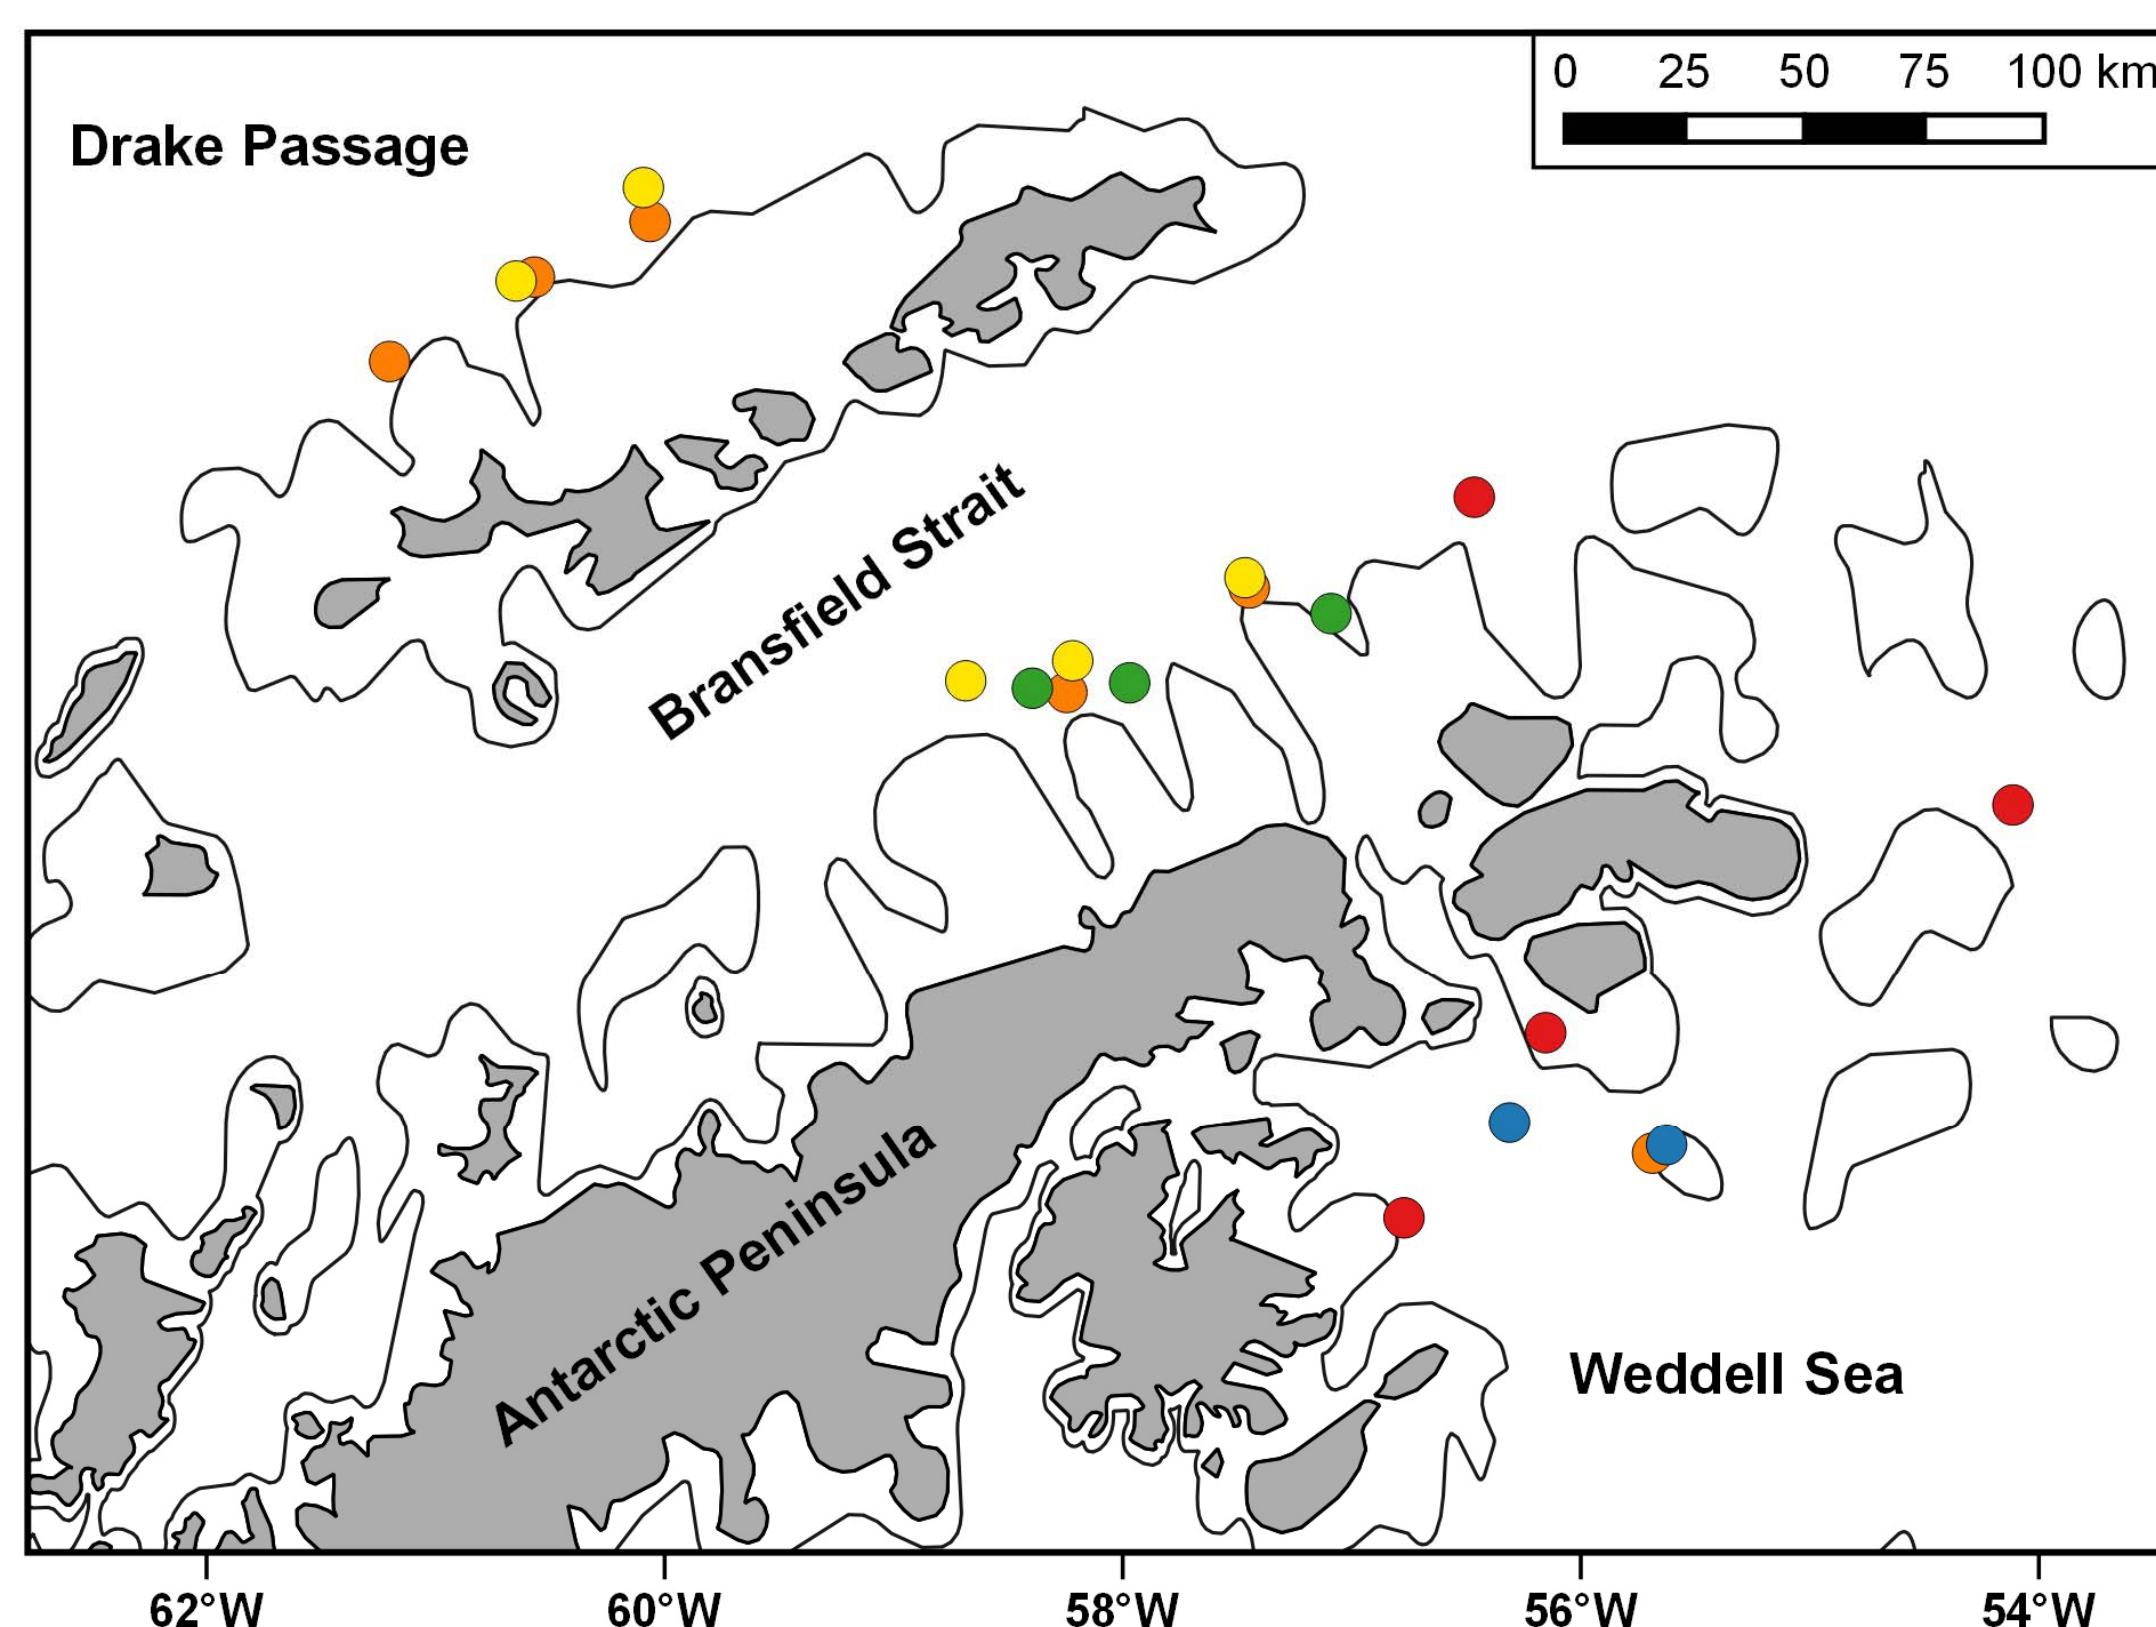 0 25 50 75 100 km
Drake Passage
Bransfield Strait
Antarctic Peninsula
Weddell Sea
62°W 60°W 58°W 56°W 54°W